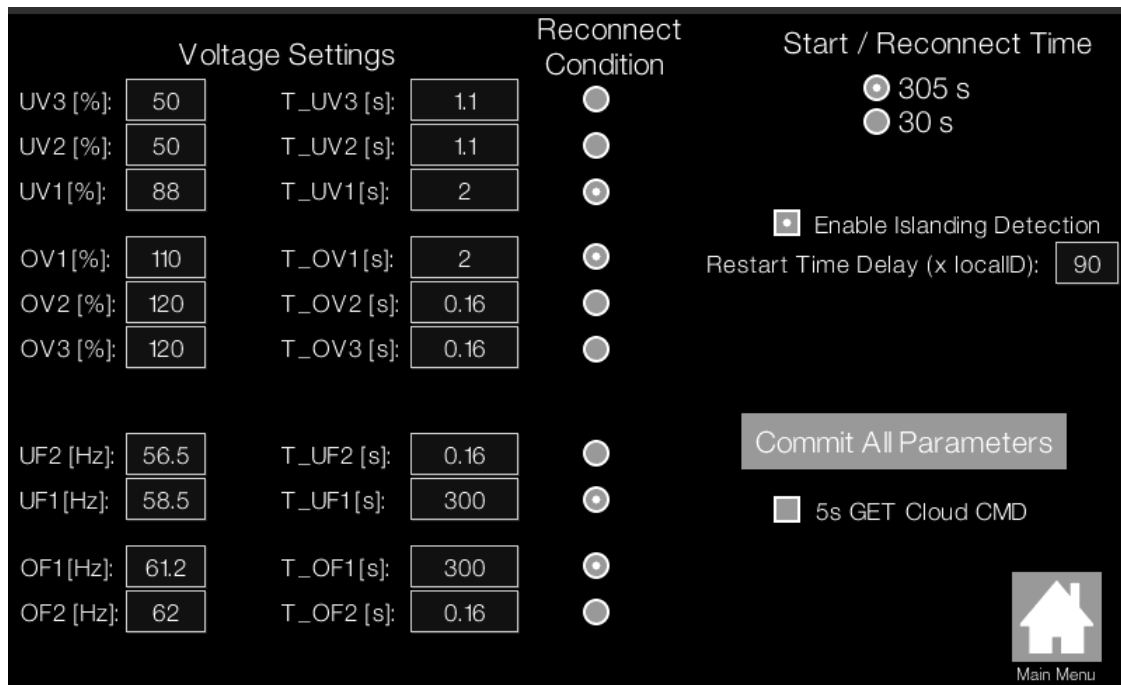 Voltage Settings
Reconnect
Condition
Start / Reconnect Time
UV3 [%]: 50 T_UV3 [s]: 1.1
UV2 [%]: 50 T_UV2 [s]: 1.1
UV1 [%]: 88 T_UV1 [s]: 2
OV1 [%]: 110 T_OV1 [s]: 2
OV2 [%]: 120 T_OV2 [s]: 0.16
OV3 [%]: 120 T_OV3 [s]: 0.16
UF2 [Hz]: 56.5 T_UF2 [s]: 0.16
UF1 [Hz]: 58.5 T_UF1 [s]: 300
OF1 [Hz]: 61.2 T_OF1 [s]: 300
OF2 [Hz]: 62 T_OF2 [s]: 0.16
305 s
30 s
Enable Islanding Detection
Restart Time Delay (x localID): 90
Commit All Parameters
5s GET Cloud CMD
Main Menu